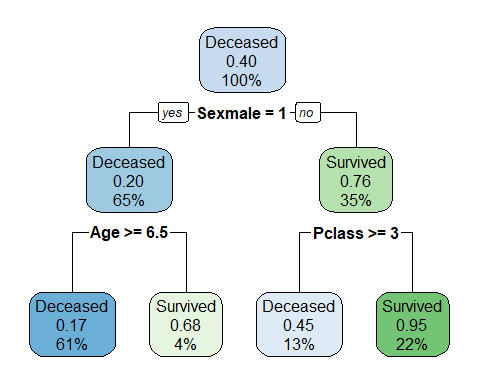 Deceased
0.40
100%
yes Sexmale = 1 no
Deceased
0.20
65%
Survived
0.76
35%
Age >= 6.5
Pclass >= 3
Deceased
0.17
61%
Survived
0.68
4%
Deceased
0.45
13%
Survived
0.95
22%